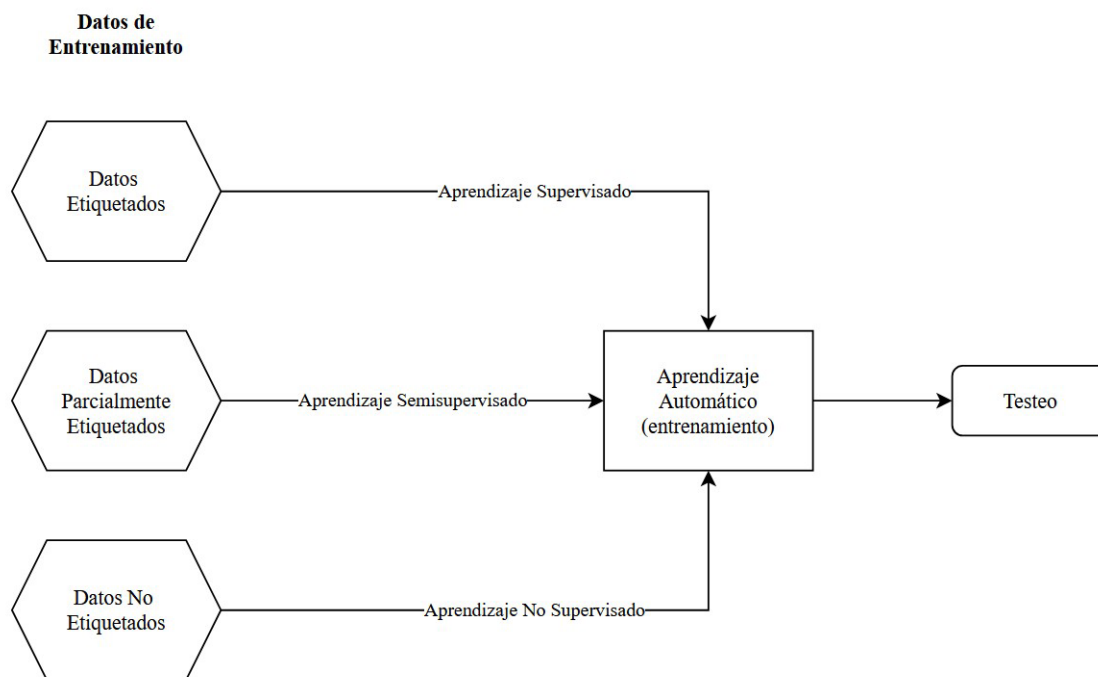 Datos de
Entrenamiento
Datos
Etiquetados
Aprendizaje Supervisado
Datos
Parcialmente
Etiquetados
Aprendizaje Semisupervisado
Aprendizaje
Automático
(entrenamiento)
Testeo
Datos No
Etiquetados
Aprendizaje No Supervisado